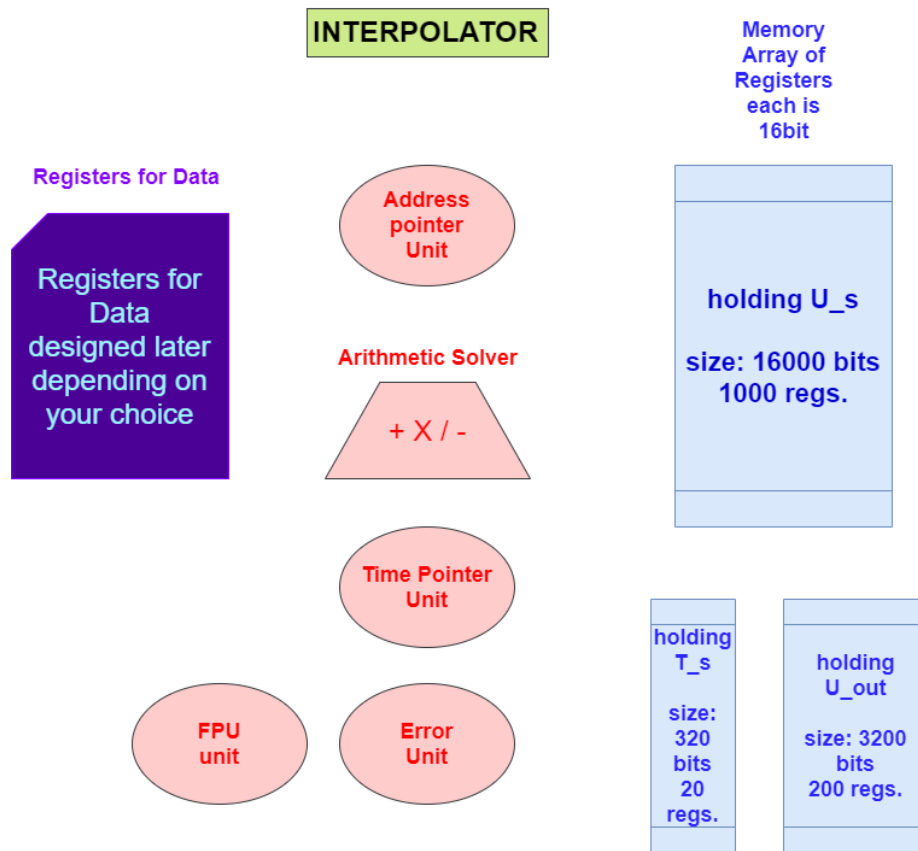 INTERPOLATOR
Memory
Array of
Registers
each is
16bit
Registers for Data
Registers for
Data
designed later
depending on
your choice
Address
pointer
Unit
Arithmetic Solver
+ X / -
Time Pointer
Unit
FPU
unit
Error
Unit
holding U_s
size: 16000 bits
1000 regs.
holding
T_s
size:
320
bits
20
regs.
holding
U_out
size: 3200
bits
200 regs.